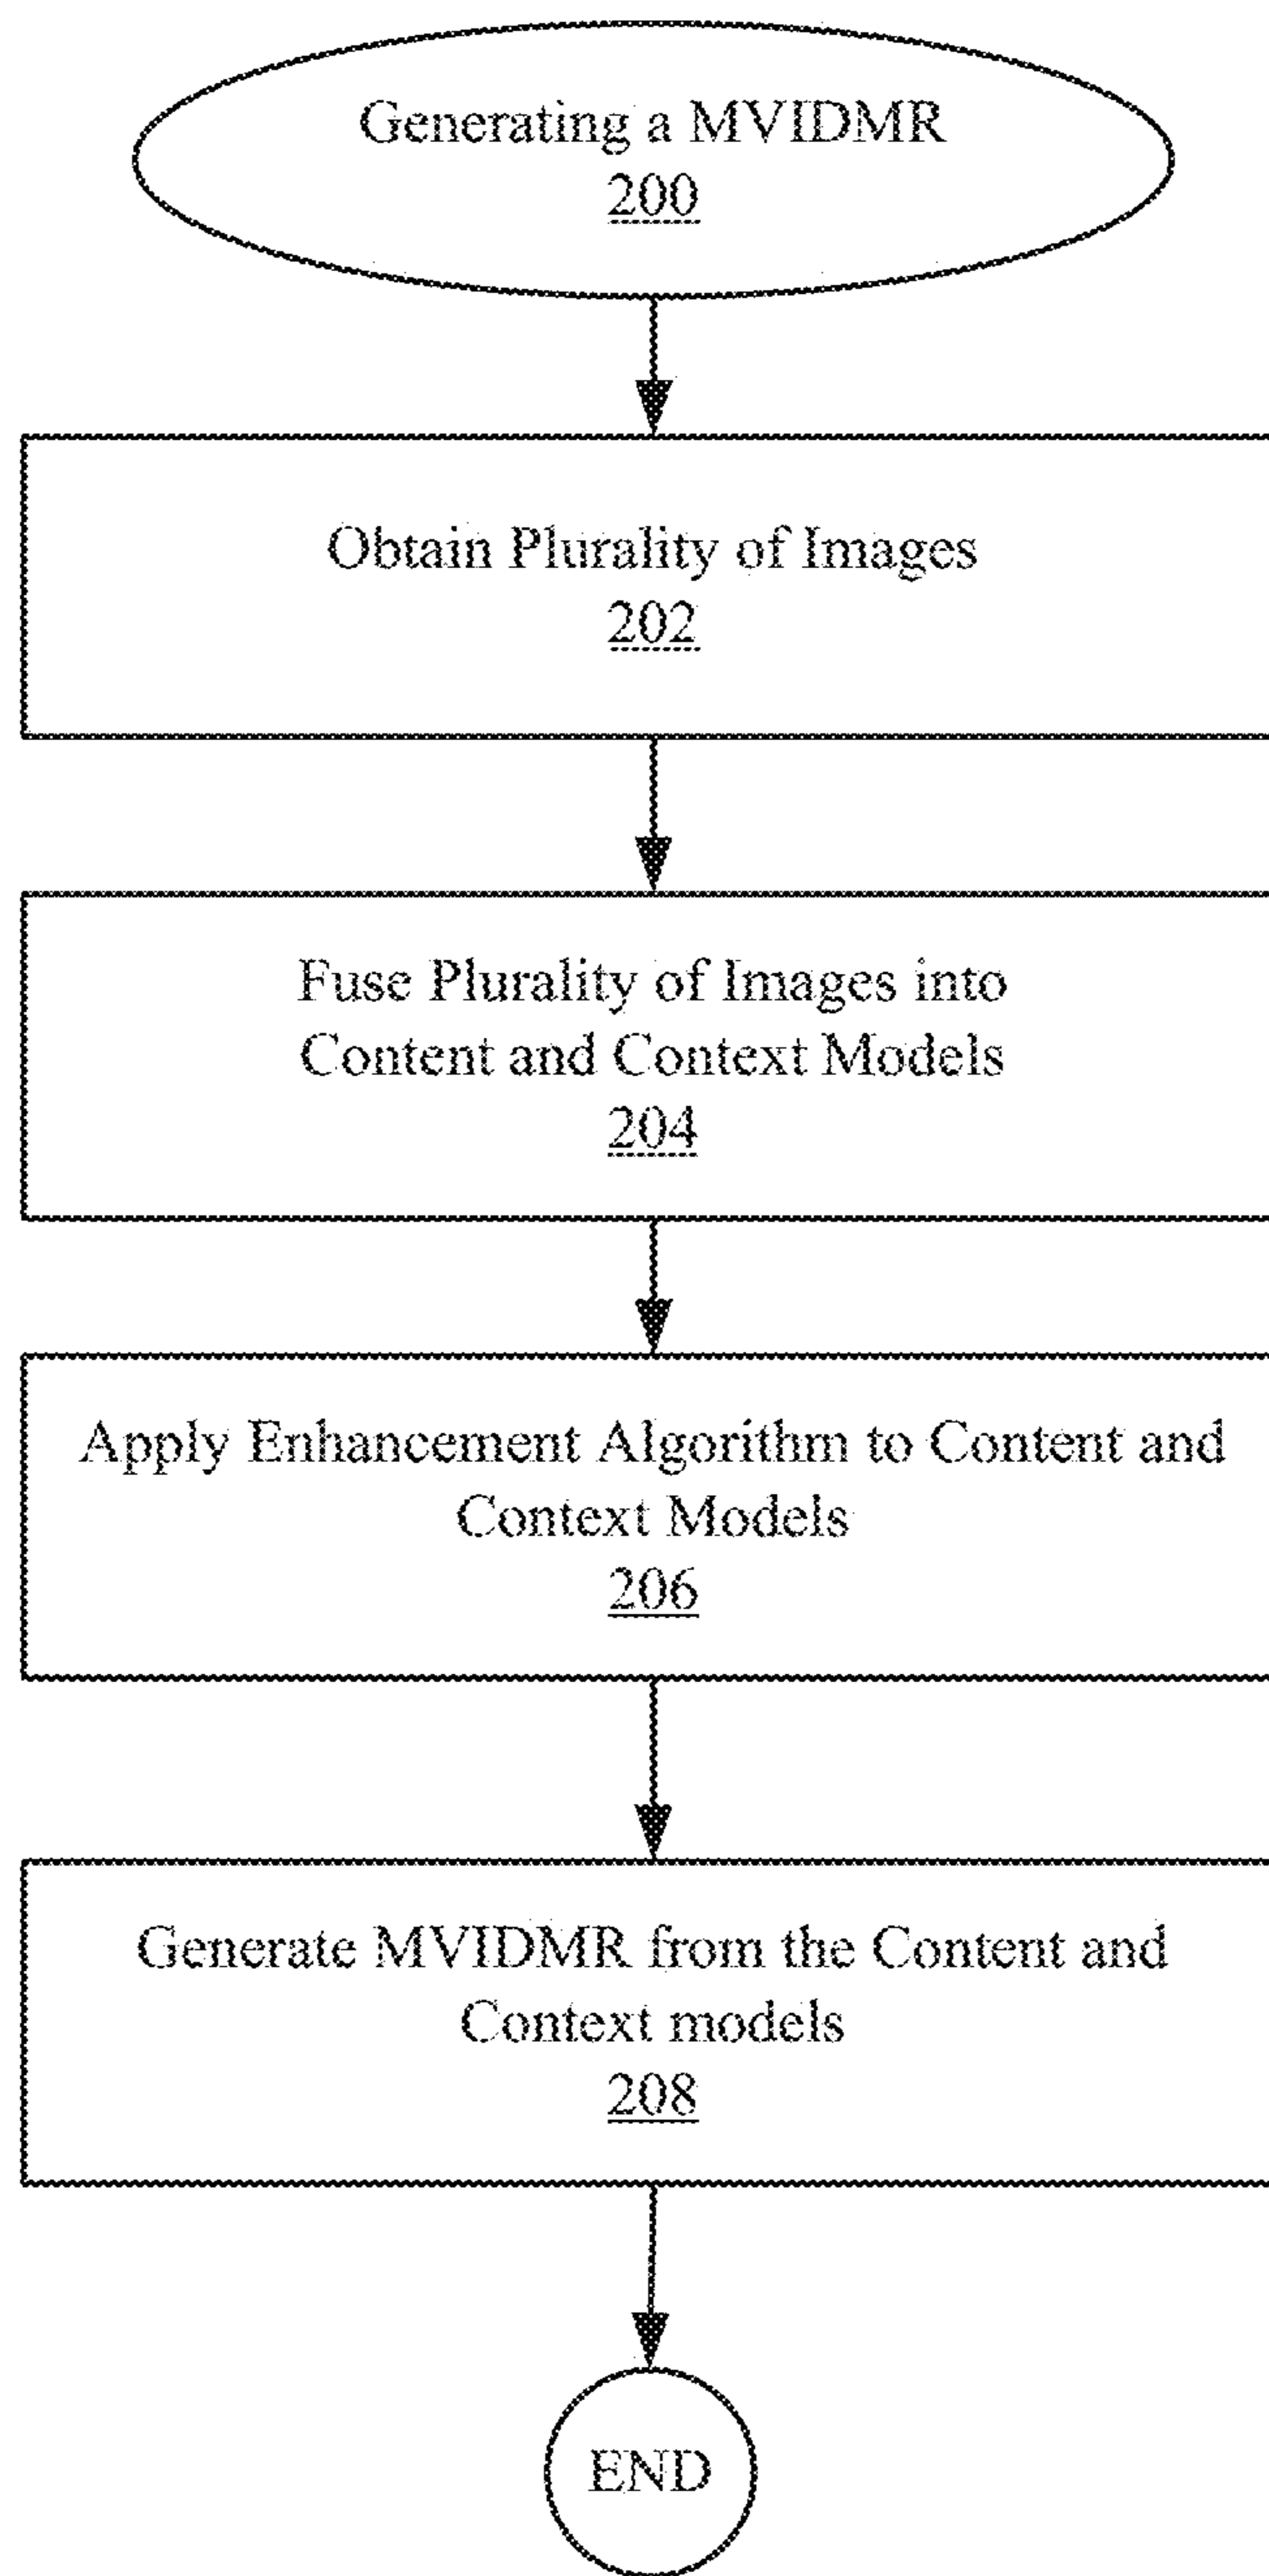 Generating a MVIDMR
200
Obtain Plurality of Images
202
Fuse Plurality of Images into
Content and Context Models
204
Apply Enhancement Algorithm to Content and
Context Models
206
Generate MVIDMR from the Content and
Context models
208
END